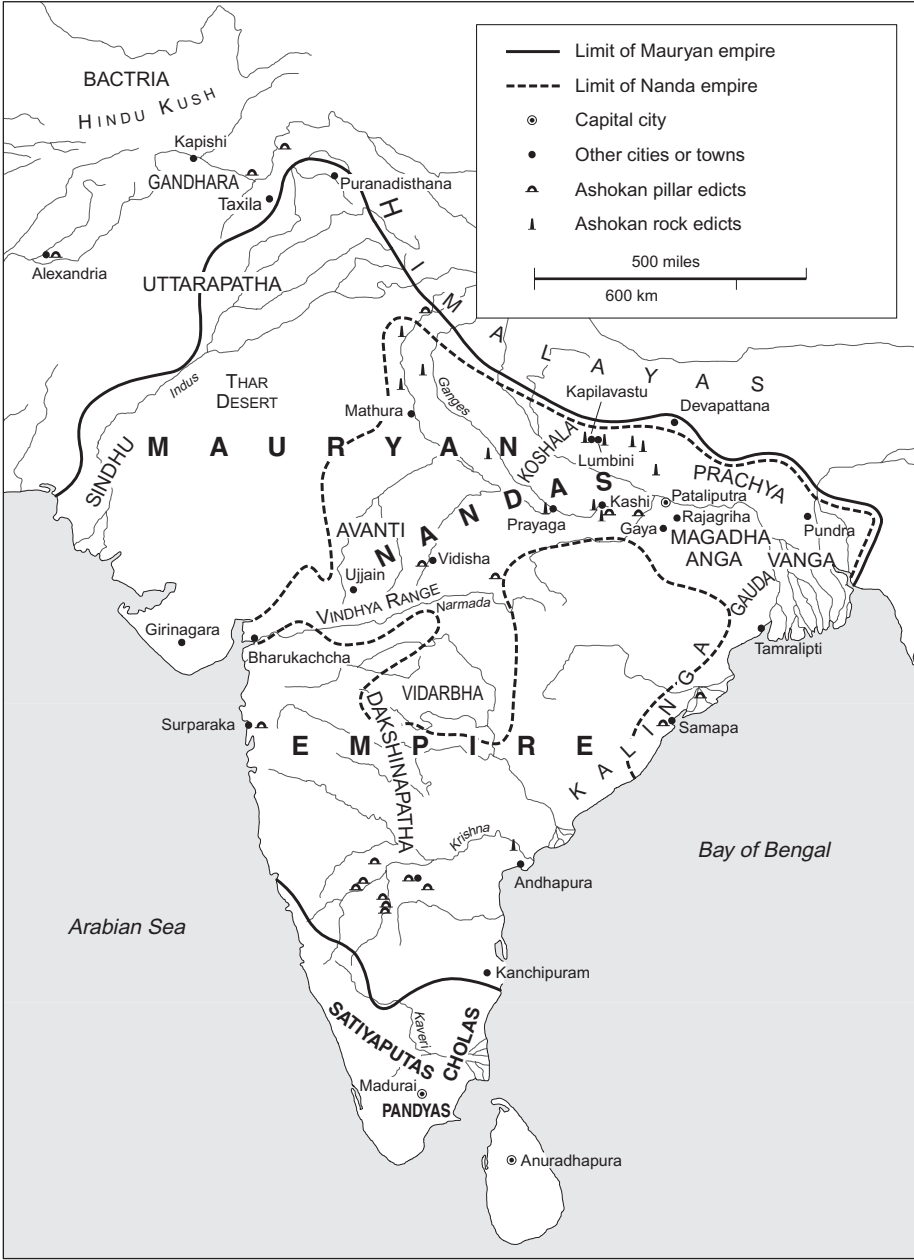 Limit of Mauryan empire
Limit of Nanda empire
Capital city
Other cities or towns
Ashokan pillar edicts
Ashokan rock edicts
500 miles
600 km
BACTRIA
HINDU KUSH
Kapishi
GANDHARA
Puranadisthana
Taxila
Alexandria
UTTARAPATHA
HIMALAYAS
Indus
THAR
DESERT
Ganges
Mathura
Kapilavastu
Devapattana
SINDHU
MAURYAN
KOSHALA
Lumbini
PRACHYA
NANDAS
Kashi
Pataliputra
Prayaga
Rajagriha
Gaya
Pundra
AVANTI
MAGADHA
ANGA
VANGA
Vidisha
Ujjain
GAUDA
VINDHYA RANGE
Narmada
Girinagara
Bharukachcha
Tamralipti
VIDARBHA
DAKSHINAPATHA
Surparaka
Samapa
EMPIRE
KALINGA
Krishna
Bay of Bengal
Andhapura
Arabian Sea
Kanchipuram
SATIYAPUTAS
Kaveri
CHOLAS
Madurai
PANDYAS
Anuradhapura